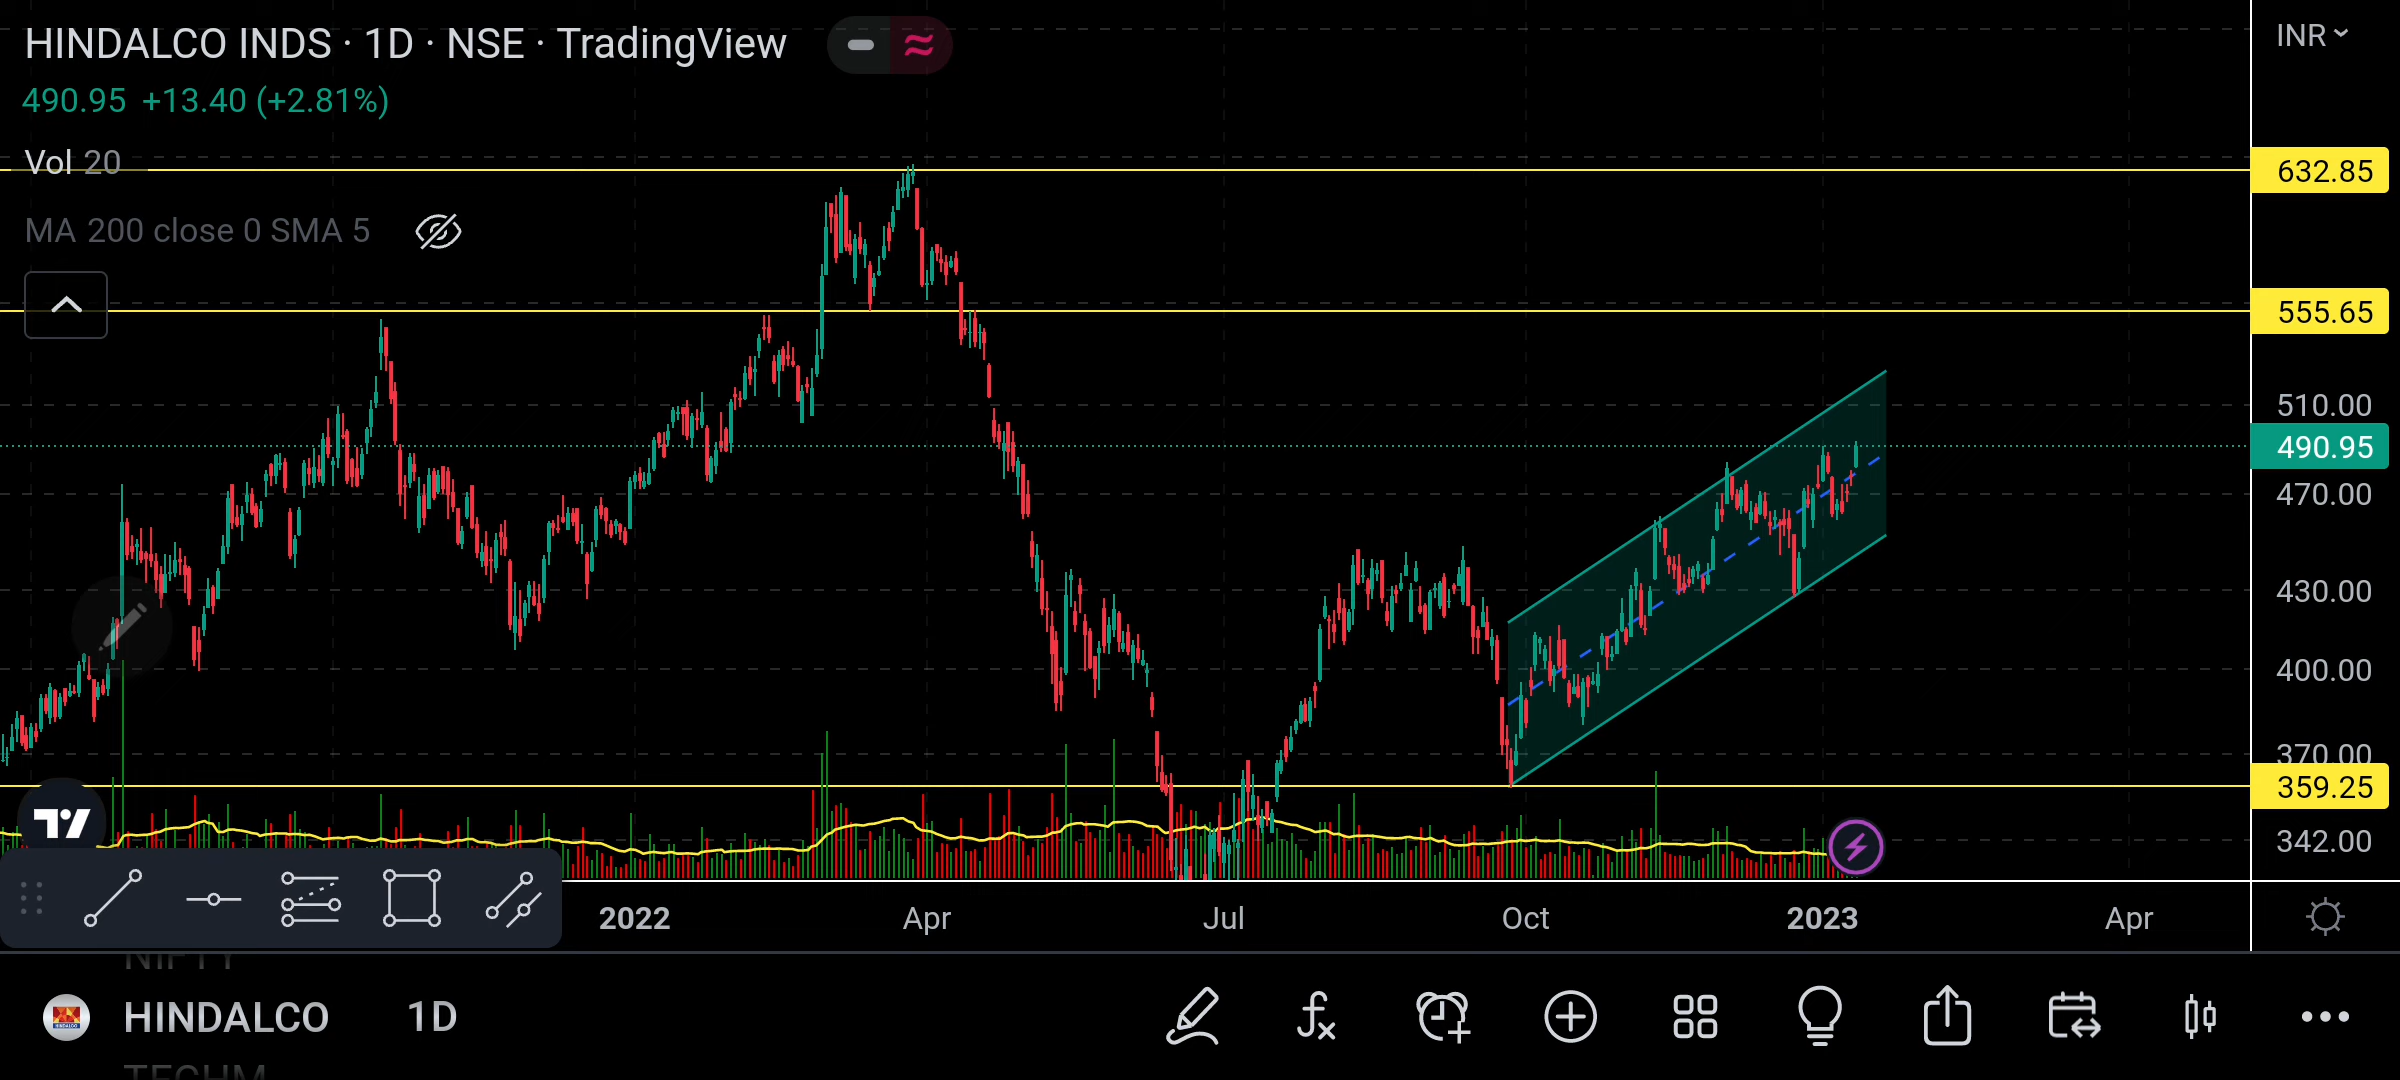 HINDALCO INDS · 1D · NSE · TradingView
INR
490.95 +13.40 (+2.81%)
Vol 20
MA 200 close 0 SMA 5
632.85
555.65
510.00
490.95
470.00
430.00
400.00
370.00
359.25
342.00
2022 Apr Jul Oct 2023 Apr
NIFTY
HINDALCO 1D
TECHM